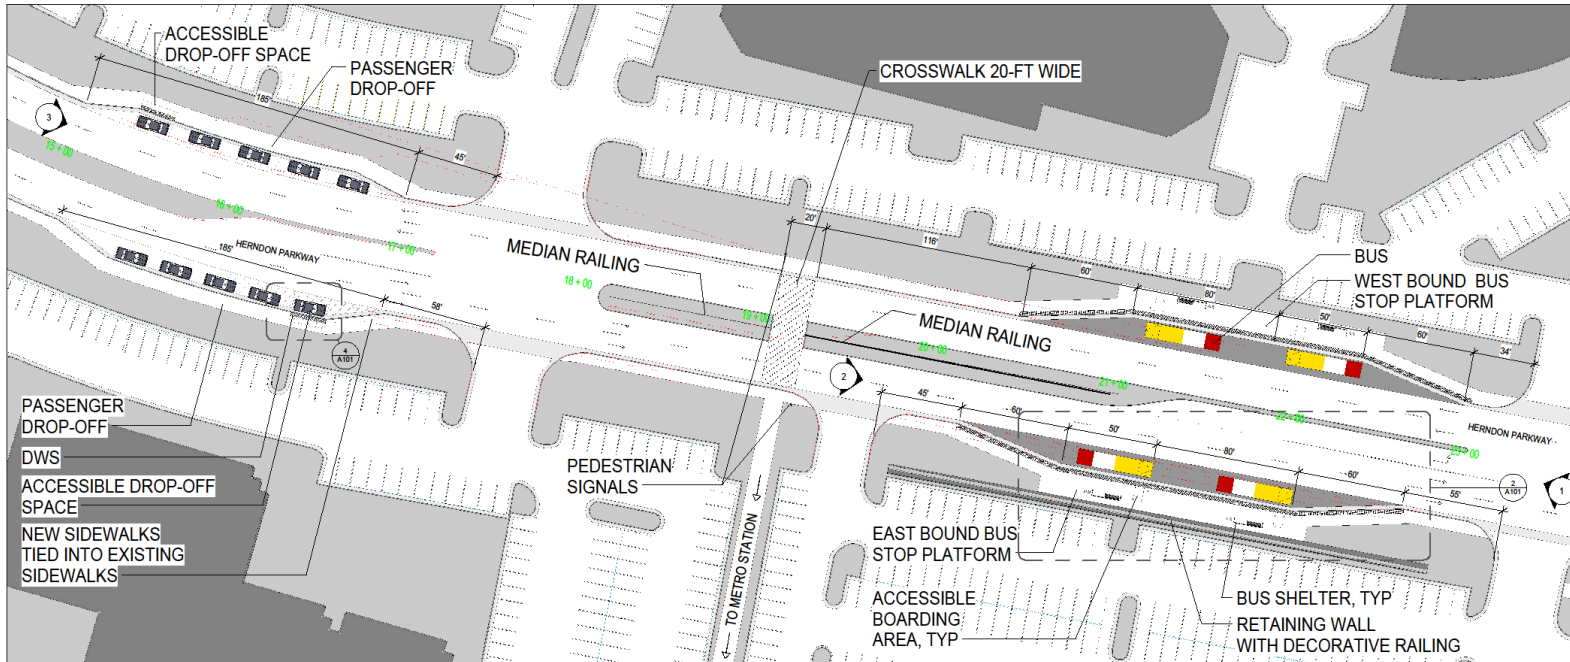 ACCESSIBLE
DROP-OFF SPACE
PASSENGER
DROP-OFF
CROSSWALK 20-FT WIDE
3
185'
45'
15+00
16+00
17+00
185'
HERNDON PARKWAY
58'
MEDIAN RAILING
18+00
19+00
20'
116'
60'
80'
50'
60'
34'
BUS
WEST BOUND BUS
STOP PLATFORM
MEDIAN RAILING
20+00
21+00
22+00
23+00
HERNDON PARKWAY
2
45'
60'
50'
80'
60'
55'
4
A101
2
A101
1
PASSENGER
DROP-OFF
DWS
ACCESSIBLE DROP-OFF
SPACE
NEW SIDEWALKS
TIED INTO EXISTING
SIDEWALKS
PEDESTRIAN
SIGNALS
TO METRO STATION
EAST BOUND BUS
STOP PLATFORM
ACCESSIBLE
BOARDING
AREA, TYP
BUS SHELTER, TYP
RETAINING WALL
WITH DECORATIVE RAILING